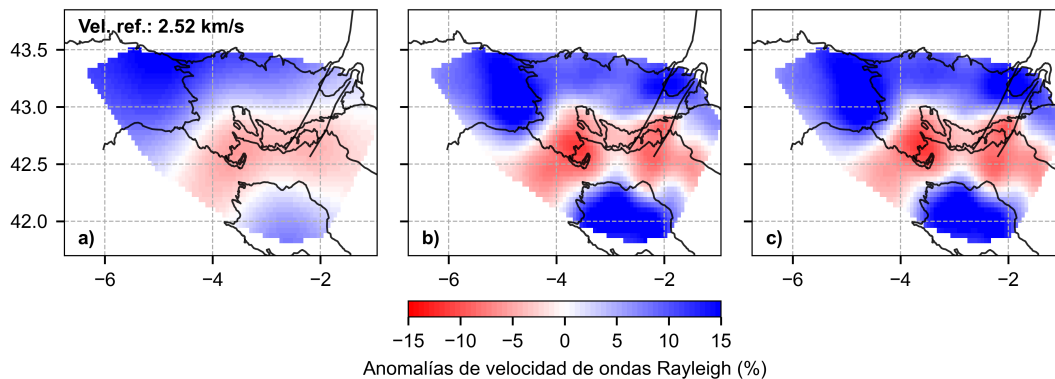 Vel. ref.: 2.52 km/s
43.5
43.0
42.5
42.0
a)
b)
c)
−6 −4 −2
−6 −4 −2
−6 −4 −2
−15 −10 −5 0 5 10 15
Anomalías de velocidad de ondas Rayleigh (%)